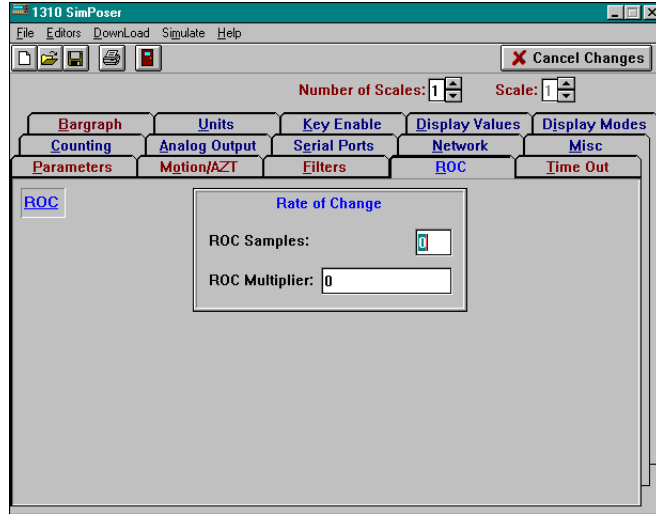 1310 SimPoser
File Editors DownLoad Simulate Help
Cancel Changes
Number of Scales: 1 Scale: 1
Bargraph Units Key Enable Display Values Display Modes
Counting Analog Output Serial Ports Network Misc
Parameters Motion/AZT Filters ROC Time Out
ROC
Rate of Change
ROC Samples: 0
ROC Multiplier: 0